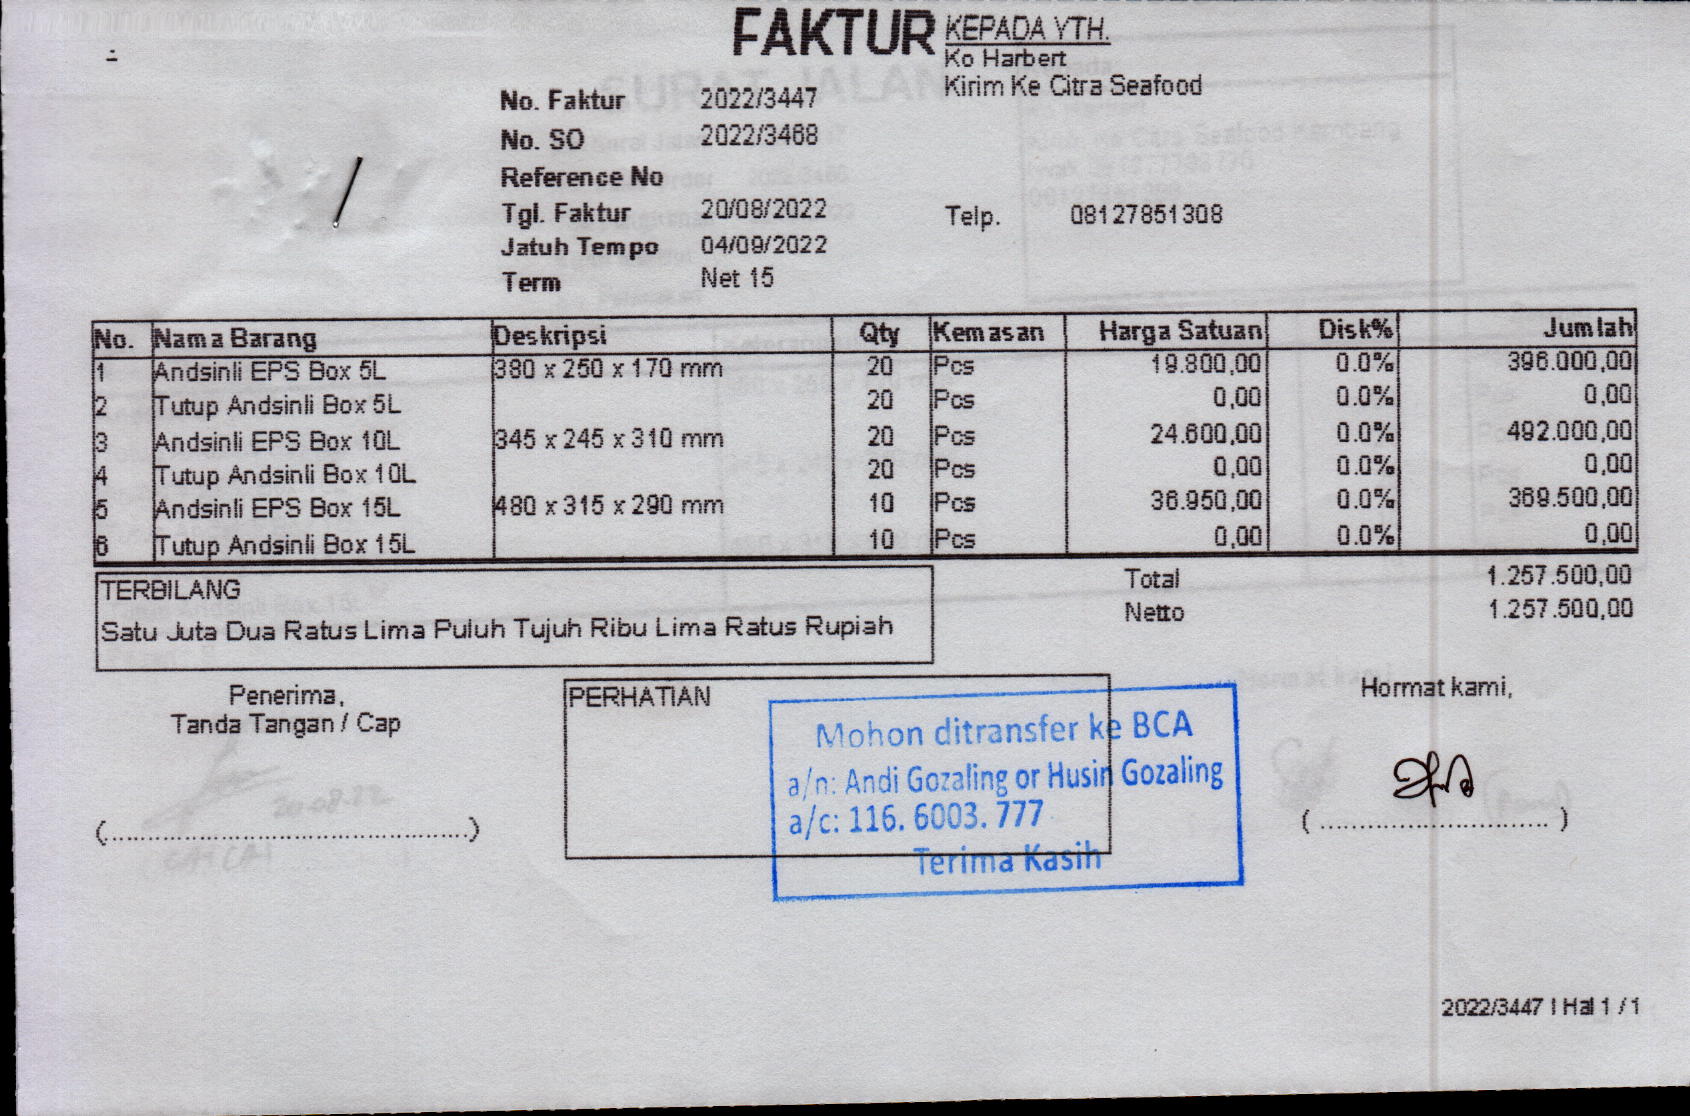 FAKTUR
KEPADA YTH.
Ko Harbert
Kirim Ke Citra Seafood
No. Faktur 2022/3447
No. SO 2022/3468
Reference No
Tgl. Faktur 20/08/2022
Telp. 08127851308
Jatuh Tempo 04/09/2022
Term Net 15
No. Nama Barang Deskripsi Qty Kemasan Harga Satuan Disk% Jumlah
1 Andsinli EPS Box 5L 380 x 250 x 170 mm 20 Pcs 19.800,00 0.0% 396.000,00
2 Tutup Andsinli Box 5L 20 Pcs 0,00 0.0% 0,00
3 Andsinli EPS Box 10L 345 x 245 x 310 mm 20 Pcs 24.600,00 0.0% 492.000,00
4 Tutup Andsinli Box 10L 20 Pcs 0,00 0.0% 0,00
5 Andsinli EPS Box 15L 480 x 315 x 290 mm 10 Pcs 36.950,00 0.0% 369.500,00
6 Tutup Andsinli Box 15L 10 Pcs 0,00 0.0% 0,00
TERBILANG
Satu Juta Dua Ratus Lima Puluh Tujuh Ribu Lima Ratus Rupiah
Total 1.257.500,00
Netto 1.257.500,00
Penerima,
Tanda Tangan / Cap
20-08-22
(................................................)
PERHATIAN
Mohon ditransfer ke BCA
a/n: Andi Gozaling or Husin Gozaling
a/c: 116. 6003. 777
Terima Kasih
Hormat kami,
(..............................)
2022/3447 I Hal 1 / 1